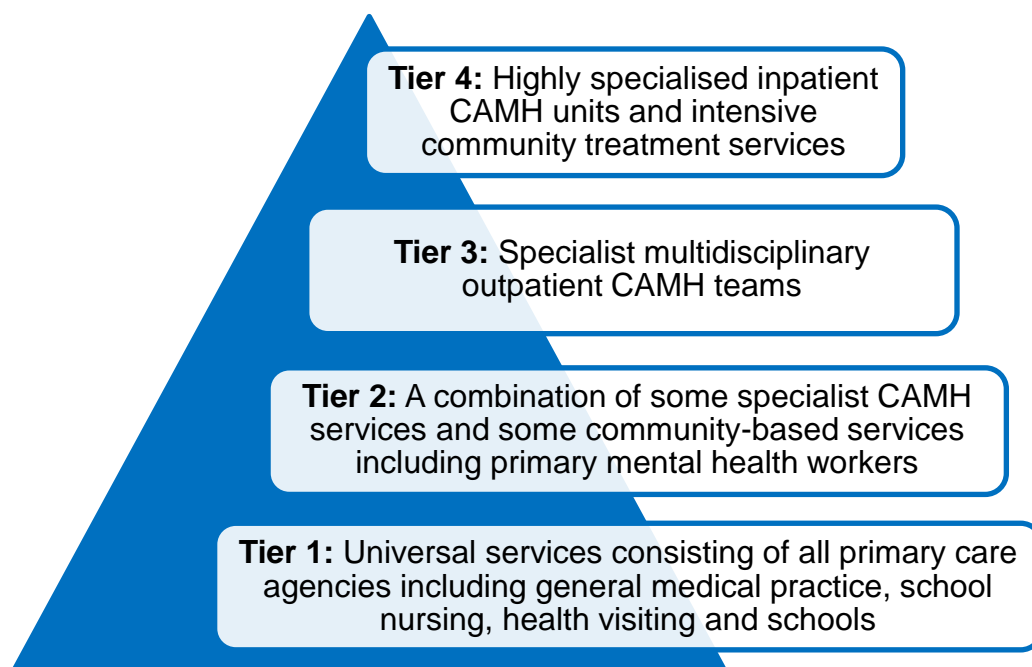 Tier 4: Highly specialised inpatient
CAMH units and intensive
community treatment services
Tier 3: Specialist multidisciplinary
outpatient CAMH teams
Tier 2: A combination of some specialist CAMH
services and some community-based services
including primary mental health workers
Tier 1: Universal services consisting of all primary care
agencies including general medical practice, school
nursing, health visiting and schools